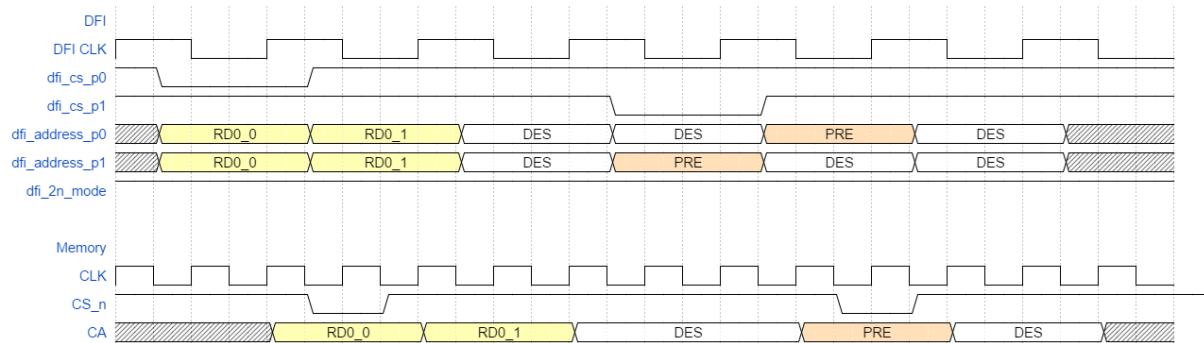 DFI
DFI CLK
dfi_cs_p0
dfi_cs_p1
dfi_address_p0 RD0_0 RD0_1 DES DES PRE DES
dfi_address_p1 RD0_0 RD0_1 DES PRE DES DES
dfi_2n_mode
Memory
CLK
CS_n
CA RD0_0 RD0_1 DES PRE DES